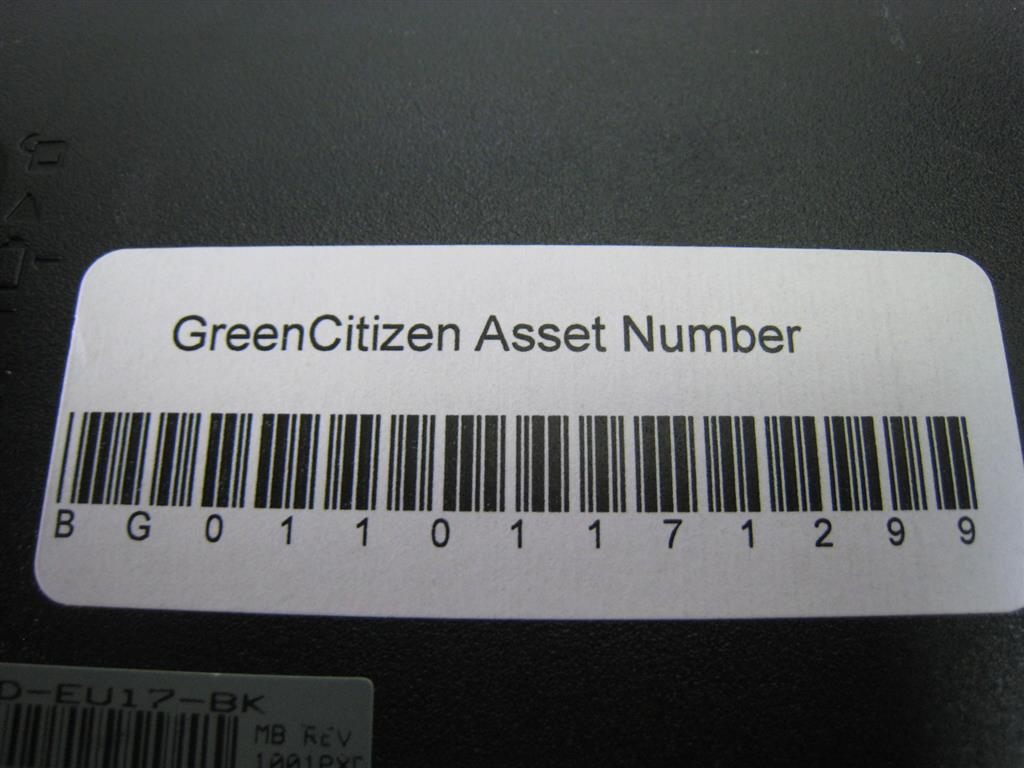 GreenCitizen Asset Number
BG01101171299
D-EU17-BK
MB REV